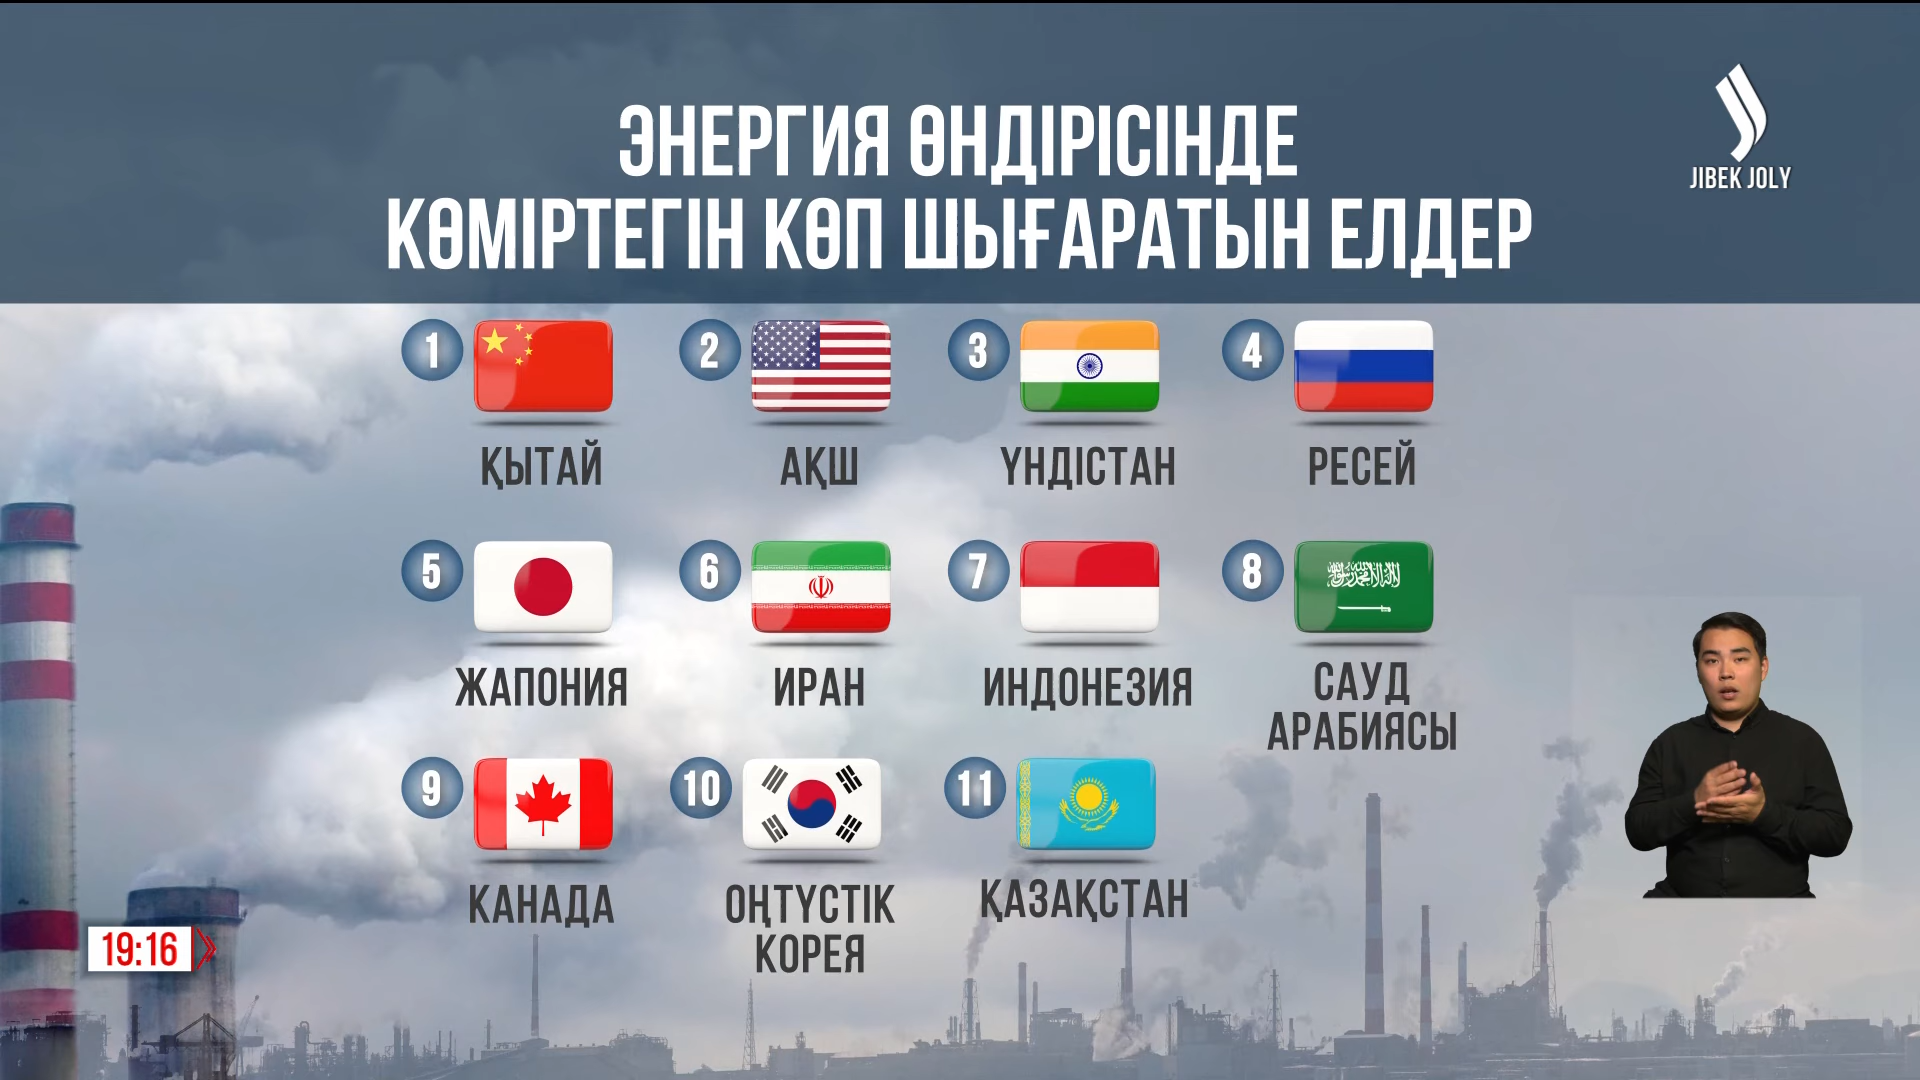 ЭНЕРГИЯ ӨНДІРІСІНДЕ
КӨМІРТЕГІН КӨП ШЫҒАРАТЫН ЕЛДЕР
JIBEK JOLY
1
2
3
4
ҚЫТАЙ
АҚШ
ҮНДІСТАН
РЕСЕЙ
5
6
7
8
ЖАПОНИЯ
ИРАН
ИНДОНЕЗИЯ
САУД
АРАБИЯСЫ
9
10
11
КАНАДА
ОҢТҮСТІК
КОРЕЯ
ҚАЗАҚСТАН
19:16